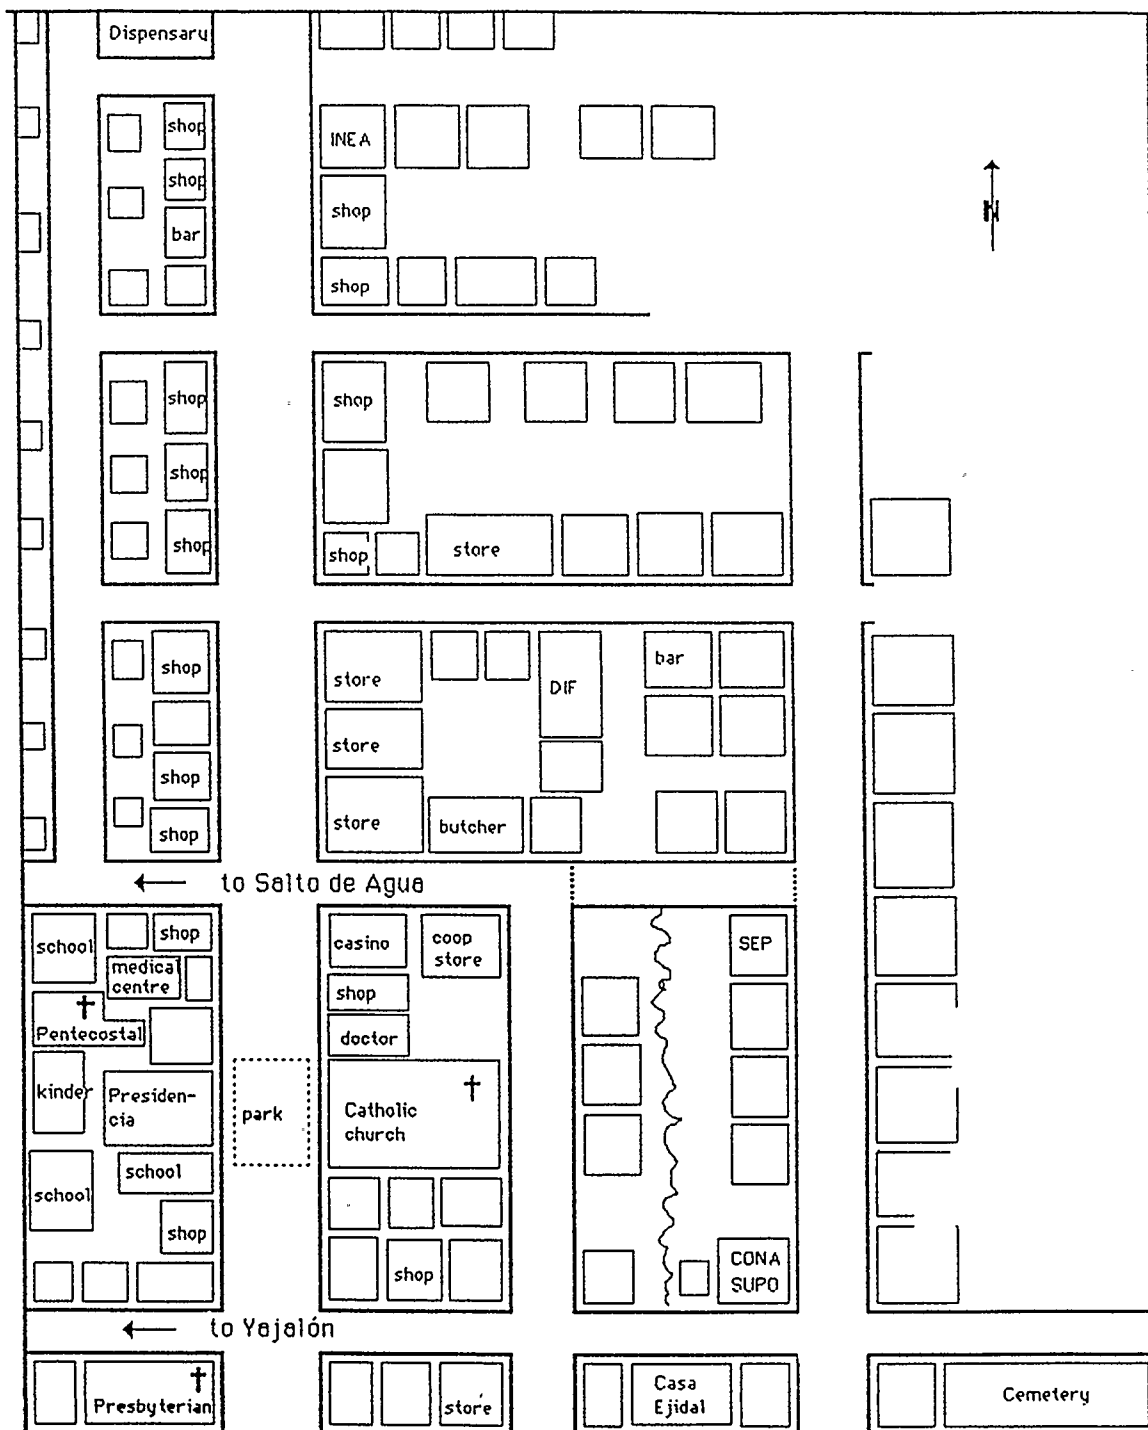 Dispensary
shop
INEA
N
shop
shop
bar
shop
shop
shop
shop
shop
shop
shop
store
shop
store
DIF
bar
store
shop
store
butcher
shop
to Salto de Agua
school
shop
casino
coop
store
SEP
medical
centre
shop
Pentecostal
doctor
kinder
Presiden-
cia
park
Catholic
church
school
school
shop
shop
CONA
SUPO
to Yajalón
Presbyterian
store
Casa
Ejidal
Cemetery